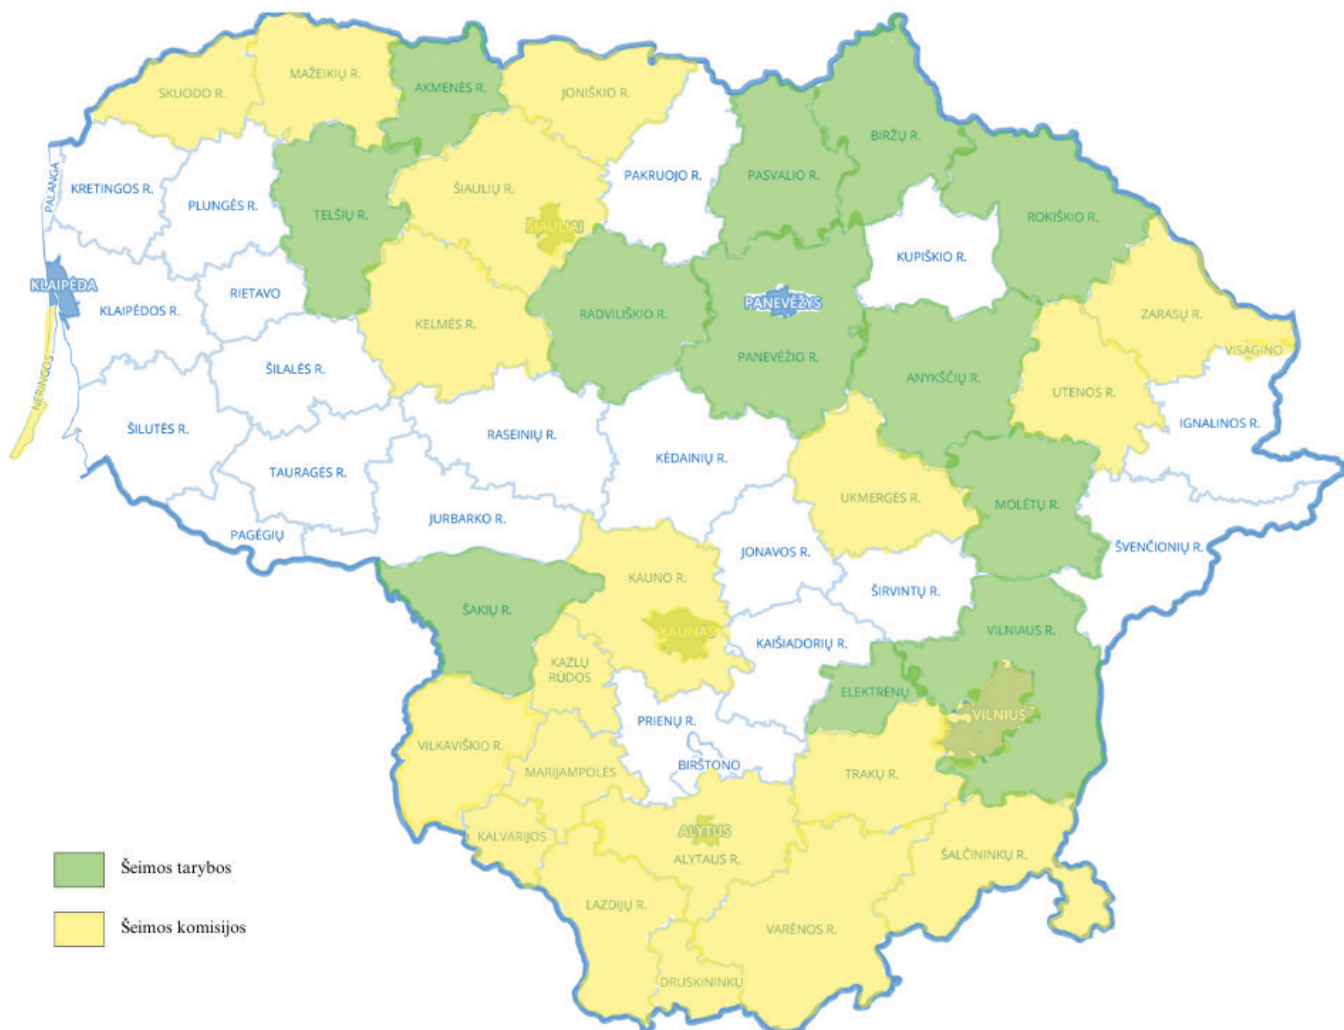 MAŽEIKIŲ R.
SKUODO R.
AKMENĖS R.
JONIŠKIO R.
BIRŽŲ R.
PALANGA
KRETINGOS R.
PLUNGĖS R.
TELŠIŲ R.
ŠIAULIŲ R.
ŠIAULIAI
PAKRUOJO R.
PASVALIO R.
ROKIŠKIO R.
KUPIŠKIO R.
KLAIPĖDA
KLAIPĖDOS R.
RIETAVO
KELMĖS R.
RADVILIŠKIO R.
PANEVĖŽYS
PANEVĖŽIO R.
ZARASŲ R.
VISAGINO
NERINGOS
ŠILALĖS R.
ANYKŠČIŲ R.
UTENOS R.
IGNALINOS R.
ŠILUTĖS R.
RASEINIŲ R.
KĖDAINIŲ R.
TAURAGĖS R.
UKMERGĖS R.
MOLĖTŲ R.
JURBARKO R.
PAGĖGIŲ
JONAVOS R.
ŠVENČIONIŲ R.
KAUNO R.
ŠIRVINTŲ R.
ŠAKIŲ R.
KAUNAS
KAIŠIADORIŲ R.
VILNIAUS R.
KAZLŲ
RŪDOS
ELEKTRĖNŲ
VILNIUS
PRIENŲ R.
VILKAVIŠKIO R.
BIRŠTONO
MARIJAMPOLĖS
TRAKŲ R.
KALVARIJOS
ALYTUS
ALYTAUS R.
ŠALČININKŲ R.
LAZDIJŲ R.
VARĖNOS R.
DRUSKININKŲ
Šeimos tarybos
Šeimos komisijos